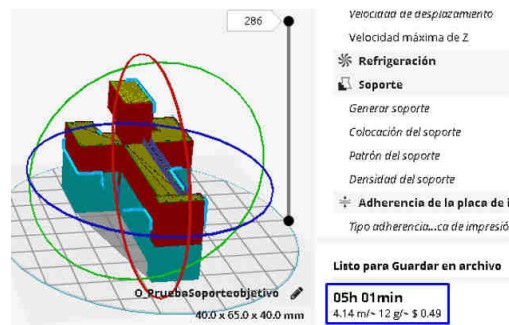 286
Velocidad de desplazamiento
Velocidad máxima de Z
Refrigeración
Soporte
Generar soporte
Colocación del soporte
Patrón del soporte
Densidad del soporte
Adherencia de la placa de i
Tipo adherencia...ca de impresió
O_PruebaSoporteobjetivo
40.0 x 65.0 x 40.0 mm
Listo para Guardar en archivo
05h 01min
4.14 m/~ 12 g/~ $ 0.49